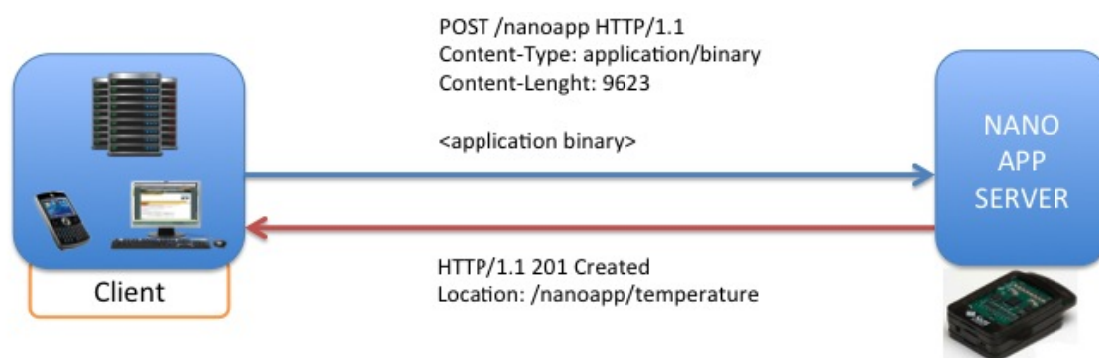 POST /nanoapp HTTP/1.1
Content-Type: application/binary
Content-Lenght: 9623
<application binary>
NANO
APP
SERVER
HTTP/1.1 201 Created
Location: /nanoapp/temperature
Client